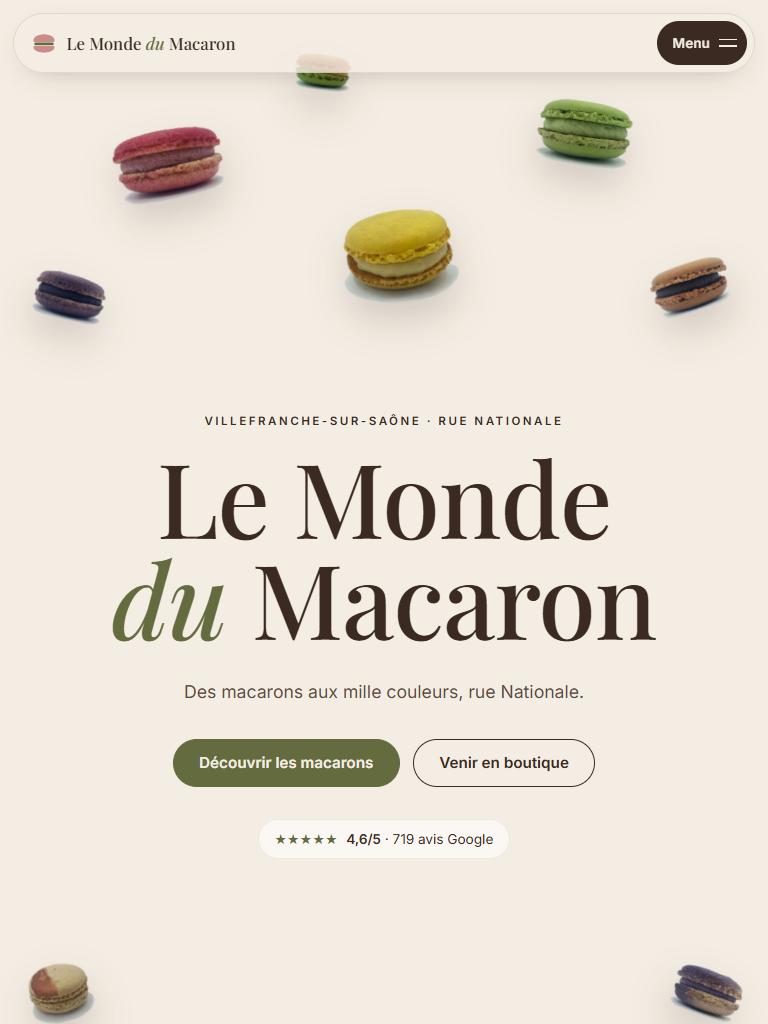 Le Monde du Macaron
Menu
VILLEFRANCHE-SUR-SAÔNE · RUE NATIONALE
Le Monde
du Macaron
Des macarons aux mille couleurs, rue Nationale.
Découvrir les macarons
Venir en boutique
★★★★★ 4,6/5 · 719 avis Google